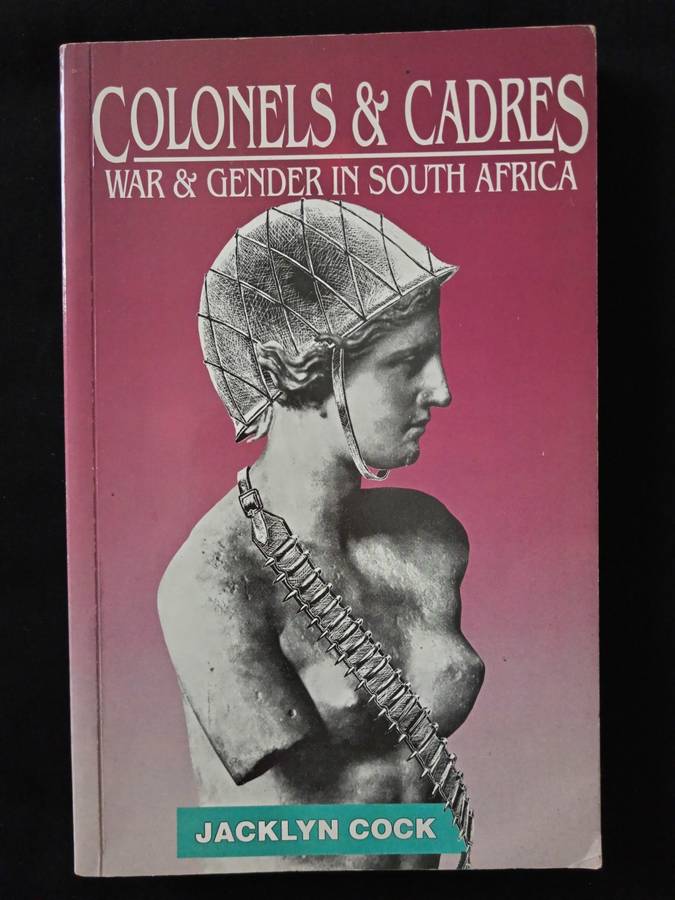 COLONELS & CADRES
WAR & GENDER IN SOUTH AFRICA
JACKLYN COCK